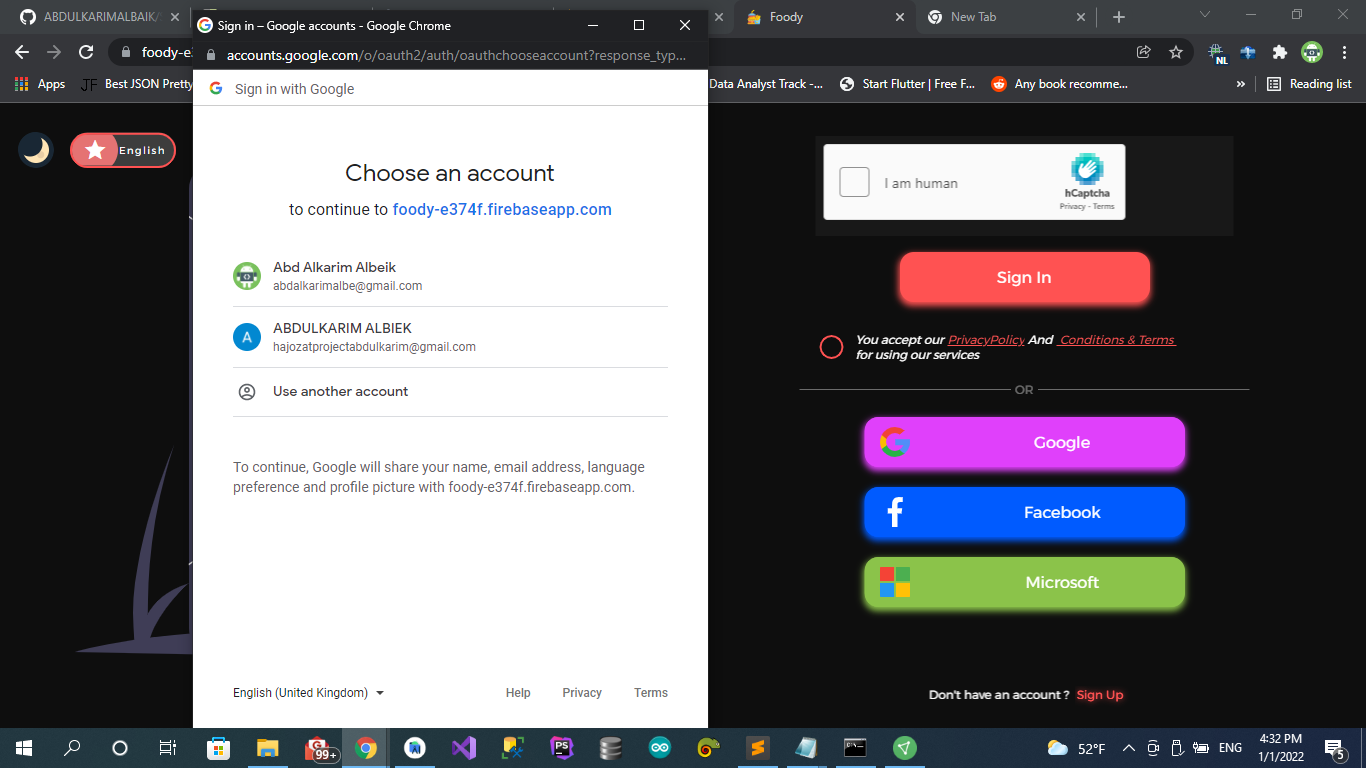 ABDULKARIMALBAIK/
Sign in – Google accounts - Google Chrome
Foody
New Tab
foody-e
accounts.google.com/o/oauth2/auth/oauthchooseaccount?response_typ...
NL
Apps
JF
Best JSON Pretty
Data Analyst Track -...
Start Flutter | Free F...
Any book recomme...
»
Reading list
English
Sign in with Google
Choose an account
to continue to foody-e374f.firebaseapp.com
Abd Alkarim Albeik
abdalkarimalbe@gmail.com
A
ABDULKARIM ALBIEK
hajozatprojectabdulkarim@gmail.com
Use another account
To continue, Google will share your name, email address, language
preference and profile picture with foody-e374f.firebaseapp.com.
English (United Kingdom)
Help
Privacy
Terms
I am human
hCaptcha
Privacy - Terms
Sign In
You accept our PrivacyPolicy And Conditions & Terms
for using our services
OR
Google
Facebook
Microsoft
Don't have an account ? Sign Up
99+
PS
52°F
ENG
4:32 PM
1/1/2022
5